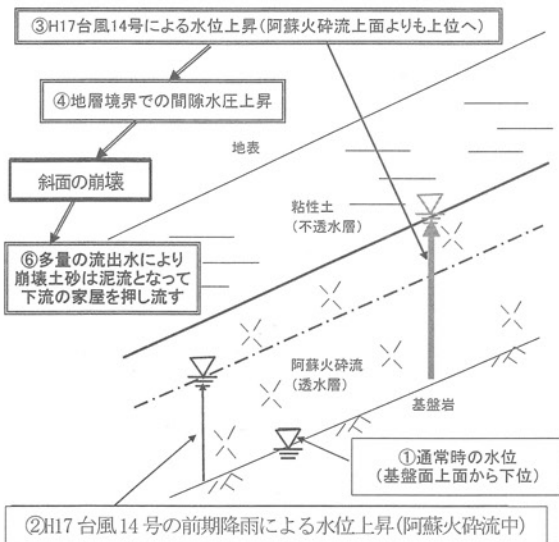 ③H17台風14号による水位上昇(阿蘇火砕流上面よりも上位へ)
④地層境界での間隙水圧上昇
地表
斜面の崩壊
粘性土
(不透水層)
⑥多量の流出水により
崩壊土砂は泥流となって
下流の家屋を押し流す
阿蘇火砕流
(透水層)
基盤岩
①通常時の水位
(基盤面上面から下位)
②H17台風14号の前期降雨による水位上昇(阿蘇火砕流中)